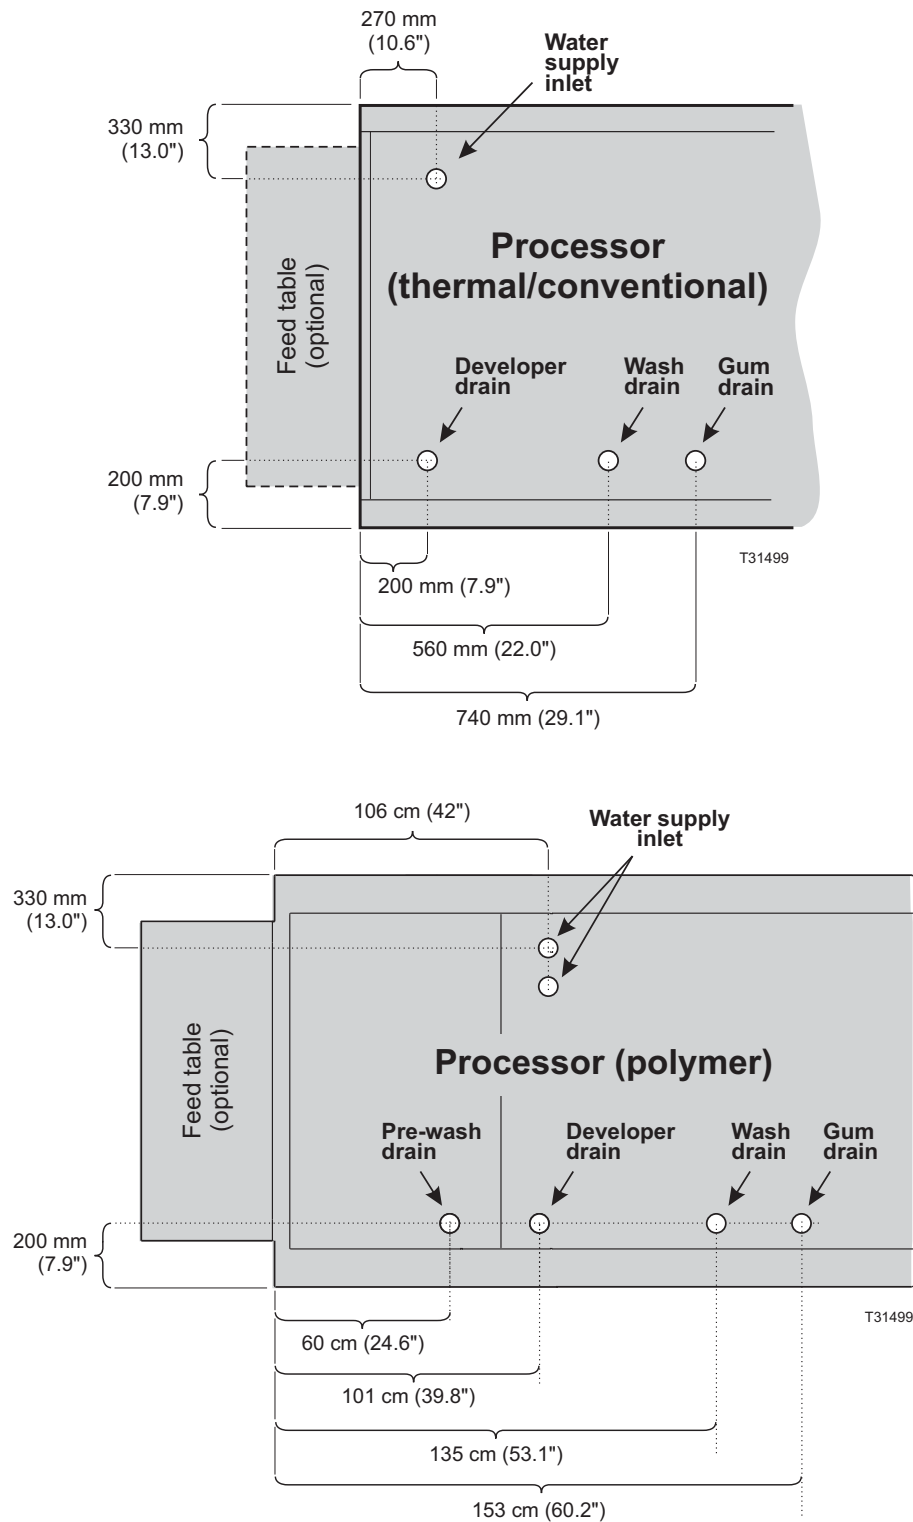 270 mm
(10.6")
Water
supply
inlet
330 mm
(13.0")
Processor
(thermal/conventional)
Feed table
(optional)
Developer
drain
Wash
drain
Gum
drain
200 mm
(7.9")
T31499
200 mm (7.9")
560 mm (22.0")
740 mm (29.1")
106 cm (42")
Water supply
inlet
330 mm
(13.0")
Feed table
(optional)
Processor (polymer)
Pre-wash
drain
Developer
drain
Wash
drain
Gum
drain
200 mm
(7.9")
T31499
60 cm (24.6")
101 cm (39.8")
135 cm (53.1")
153 cm (60.2")